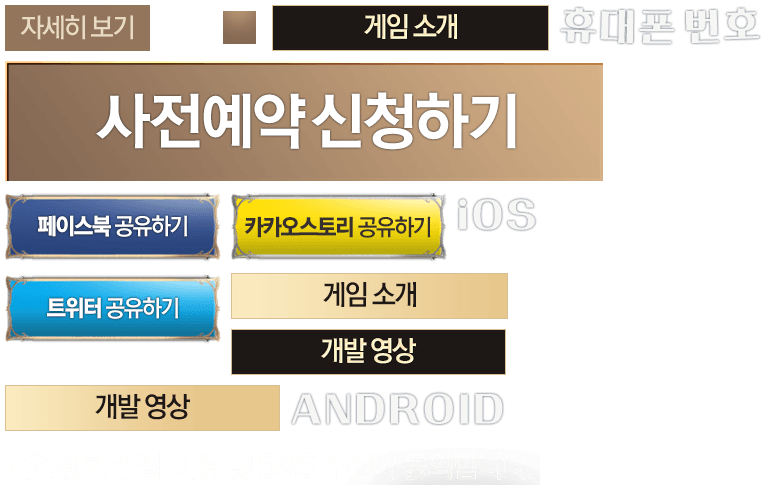 자세히 보기
게임 소개
휴대폰 번호
사전예약 신청하기
페이스북 공유하기
카카오스토리 공유하기
iOS
트위터 공유하기
게임 소개
개발 영상
개발 영상
ANDROID